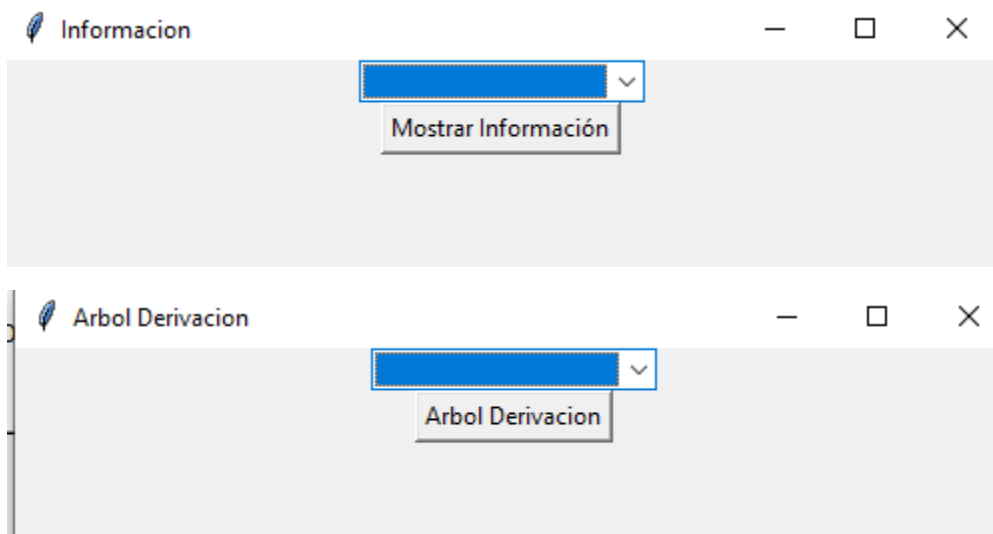 Informacion
Mostrar Información
Arbol Derivacion
Arbol Derivacion